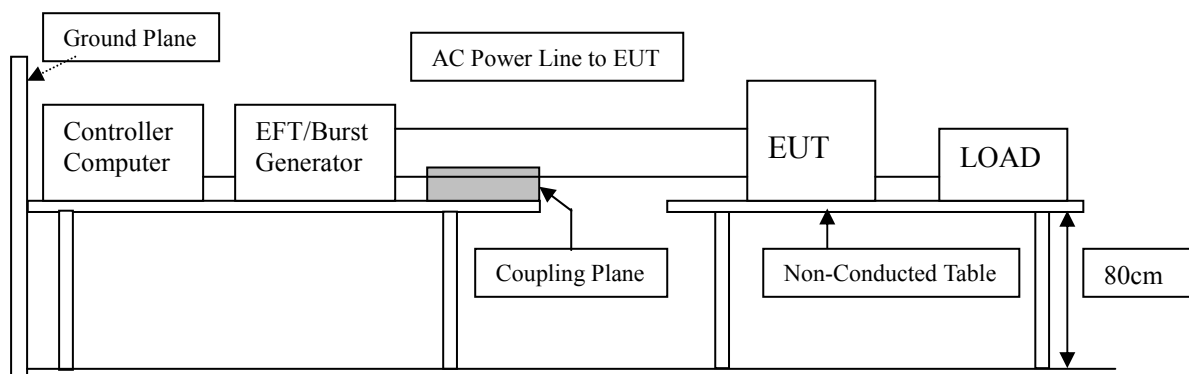 Ground Plane
AC Power Line to EUT
Controller
Computer
EFT/Burst
Generator
EUT
LOAD
Coupling Plane
Non-Conducted Table
80cm